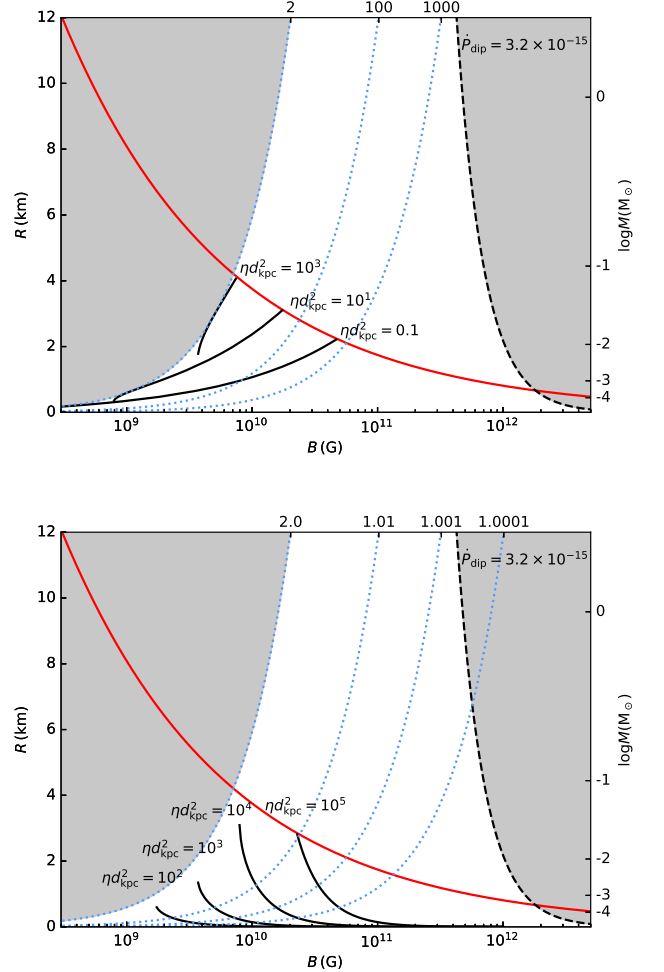 2 100 1000
12
10
8
6
4
2
0
R (km)
Ṗdip = 3.2 × 10⁻¹⁵
0
-1
-2
-3
-4
logM(M☉)
ηd²kpc = 10³
ηd²kpc = 10¹
ηd²kpc = 0.1
10⁹ 10¹⁰ 10¹¹ 10¹²
B (G)
2.0 1.01 1.001 1.0001
12
10
8
6
4
2
0
R (km)
Ṗdip = 3.2 × 10⁻¹⁵
0
-1
-2
-3
-4
logM(M☉)
ηd²kpc = 10⁴
ηd²kpc = 10⁵
ηd²kpc = 10³
ηd²kpc = 10²
10⁹ 10¹⁰ 10¹¹ 10¹²
B (G)